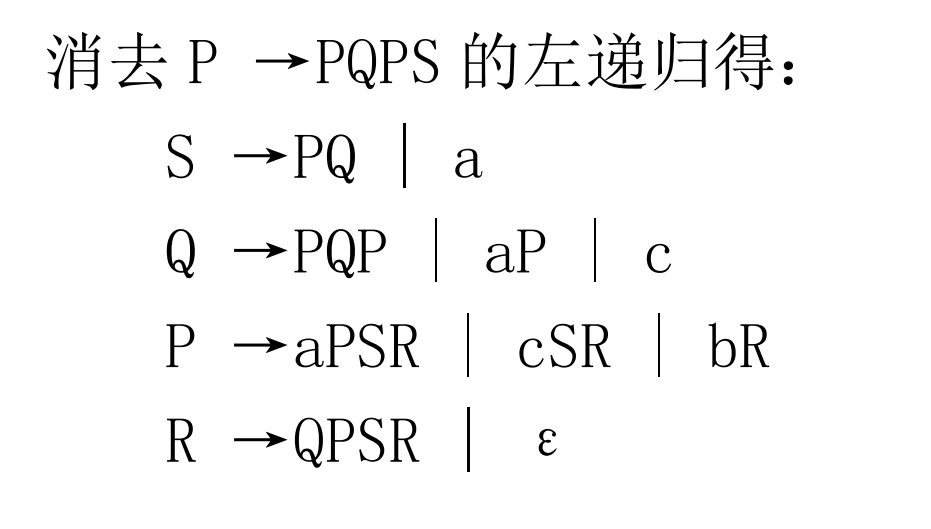 消去 P →PQPS 的左递归得：
S →PQ | a
Q →PQP | aP | c
P →aPSR | cSR | bR
R →QPSR | ε